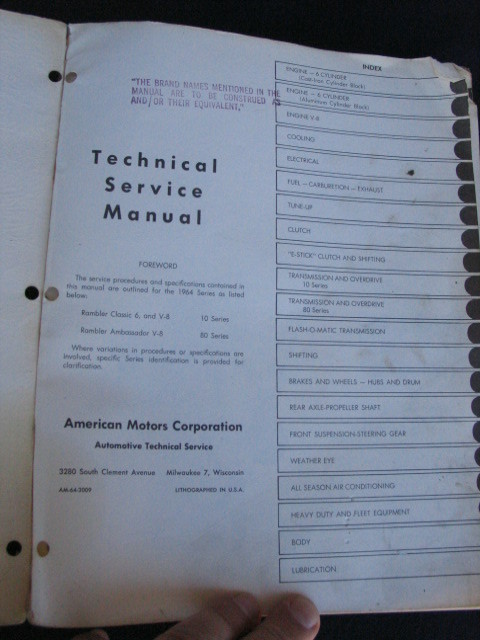 "THE BRAND NAMES MENTIONED IN THE
MANUAL ARE TO BE CONSTRUED AS
AND/OR THEIR EQUIVALENT."
Technical
Service
Manual
FOREWORD
The service procedures and specifications contained in
this manual are outlined for the 1964 Series as listed
below:
Rambler Classic 6, and V-8 10 Series
Rambler Ambassador V-8 80 Series
Where variations in procedures or specifications are
involved, specific Series identification is provided for
clarification.
American Motors Corporation
Automotive Technical Service
3280 South Clement Avenue Milwaukee 7, Wisconsin
AM-64-3009 LITHOGRAPHED IN U.S.A.
INDEX
ENGINE — 6 CYLINDER
(Cast-Iron Cylinder Block)
ENGINE — 6 CYLINDER
(Aluminum Cylinder Block)
ENGINE V-8
COOLING
ELECTRICAL
FUEL — CARBURETION — EXHAUST
TUNE-UP
CLUTCH
"E-STICK" CLUTCH AND SHIFTING
TRANSMISSION AND OVERDRIVE
10 Series
TRANSMISSION AND OVERDRIVE
80 Series
FLASH-O-MATIC TRANSMISSION
SHIFTING
BRAKES AND WHEELS — HUBS AND DRUM
REAR AXLE-PROPELLER SHAFT
FRONT SUSPENSION-STEERING GEAR
WEATHER EYE
ALL SEASON AIR CONDITIONING
HEAVY DUTY AND FLEET EQUIPMENT
BODY
LUBRICATION